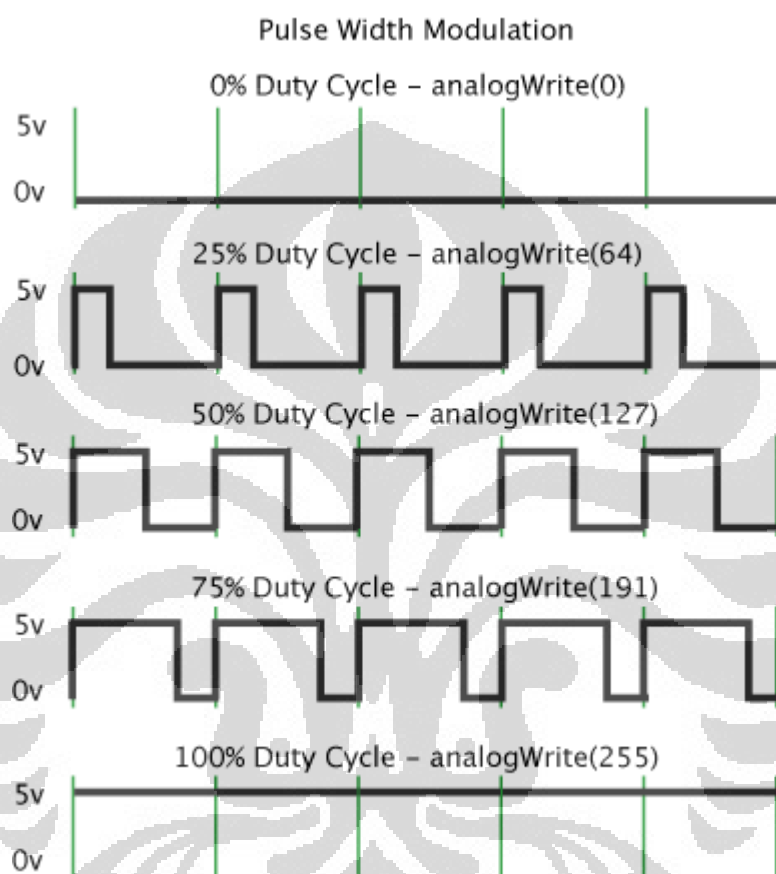 Pulse Width Modulation
0% Duty Cycle – analogWrite(0)
5v
0v
25% Duty Cycle – analogWrite(64)
5v
0v
50% Duty Cycle – analogWrite(127)
5v
0v
75% Duty Cycle – analogWrite(191)
5v
0v
100% Duty Cycle – analogWrite(255)
5v
0v